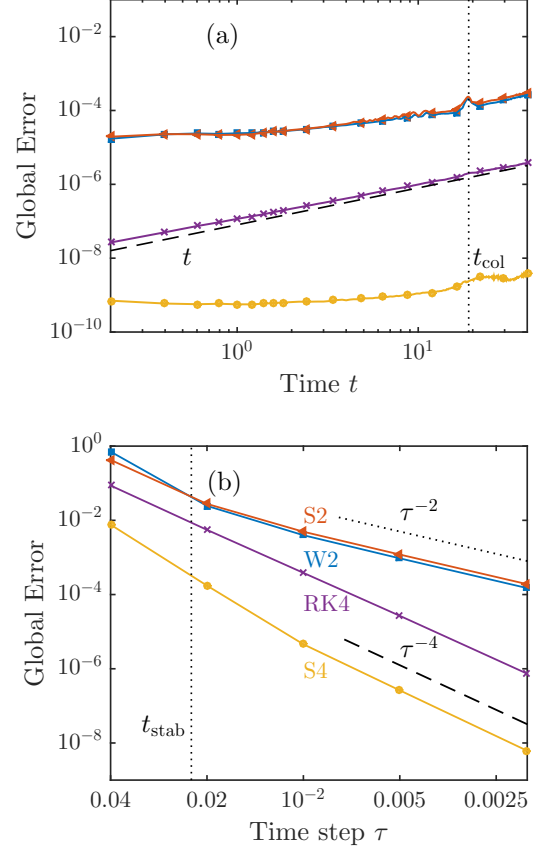 (a)
10^-2
10^-4
10^-6
10^-8
10^-10
Global Error
t
t_col
10^0
10^1
Time t
(b)
10^0
10^-2
10^-4
10^-6
10^-8
Global Error
S2
W2
RK4
S4
τ^-2
τ^-4
t_stab
0.04
0.02
10^-2
0.005
0.0025
Time step τ